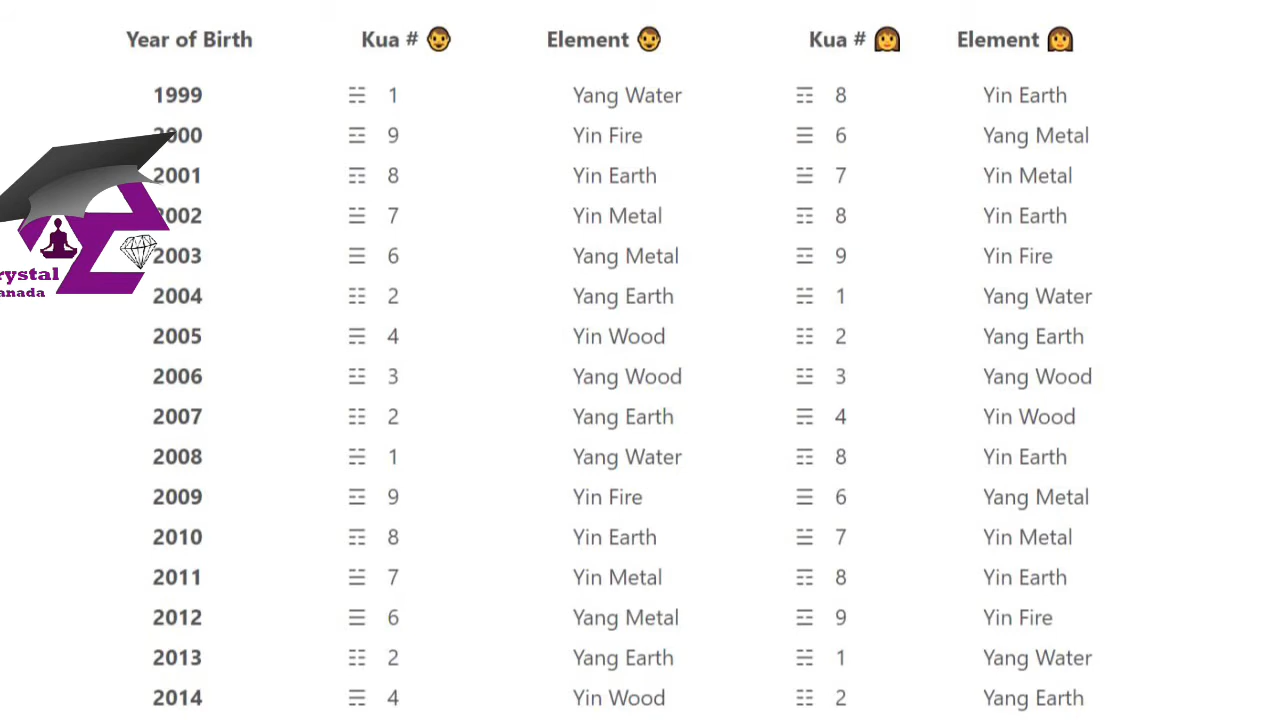 Year of Birth Kua # 👨 Element 👨 Kua # 👩 Element 👩
1999 ☵ 1 Yang Water ☶ 8 Yin Earth
2000 ☲ 9 Yin Fire ☰ 6 Yang Metal
2001 ☶ 8 Yin Earth ☱ 7 Yin Metal
2002 ☱ 7 Yin Metal ☶ 8 Yin Earth
2003 ☰ 6 Yang Metal ☲ 9 Yin Fire
rystal
anada
2004 ☷ 2 Yang Earth ☵ 1 Yang Water
2005 ☴ 4 Yin Wood ☷ 2 Yang Earth
2006 ☳ 3 Yang Wood ☳ 3 Yang Wood
2007 ☷ 2 Yang Earth ☴ 4 Yin Wood
2008 ☵ 1 Yang Water ☶ 8 Yin Earth
2009 ☲ 9 Yin Fire ☰ 6 Yang Metal
2010 ☶ 8 Yin Earth ☱ 7 Yin Metal
2011 ☱ 7 Yin Metal ☶ 8 Yin Earth
2012 ☰ 6 Yang Metal ☲ 9 Yin Fire
2013 ☷ 2 Yang Earth ☵ 1 Yang Water
2014 ☴ 4 Yin Wood ☷ 2 Yang Earth